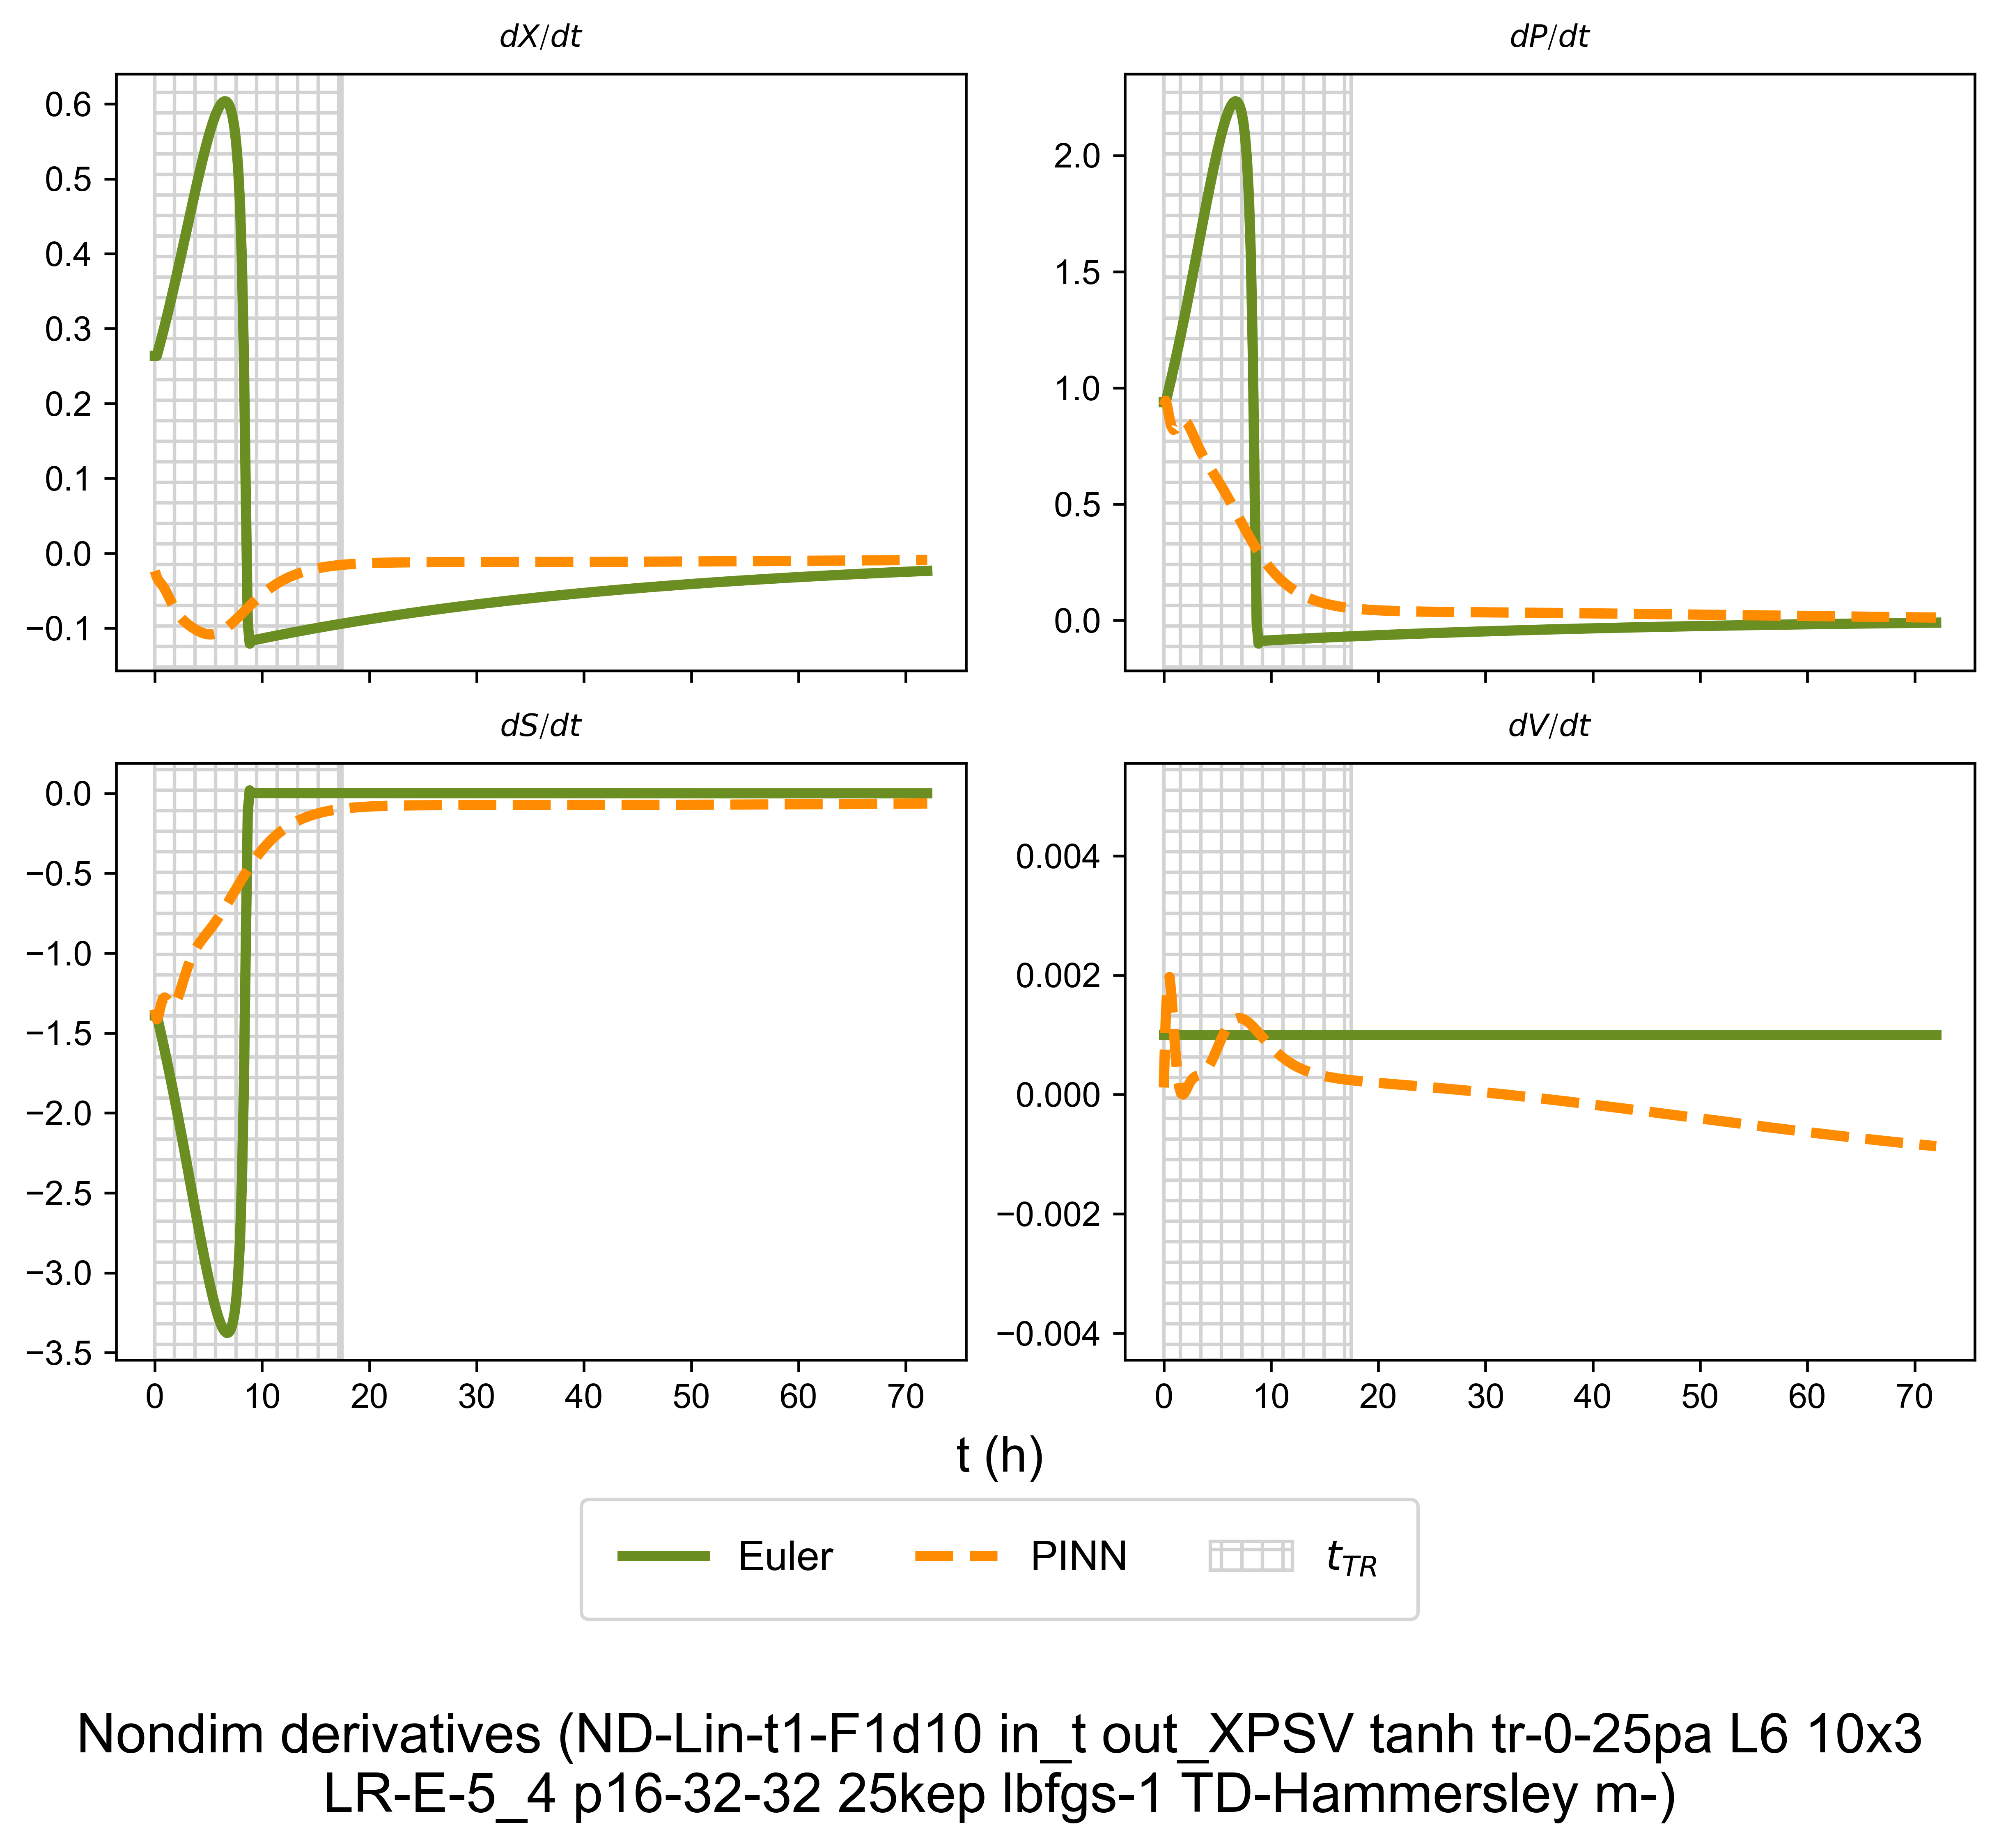 dX/dt
dP/dt
0.6
0.5
0.4
0.3
0.2
0.1
0.0
−0.1
2.0
1.5
1.0
0.5
0.0
dS/dt
dV/dt
0.0
−0.5
−1.0
−1.5
−2.0
−2.5
−3.0
−3.5
0.004
0.002
0.000
−0.002
−0.004
0 10 20 30 40 50 60 70
0 10 20 30 40 50 60 70
t (h)
Euler PINN t_TR
Nondim derivatives (ND-Lin-t1-F1d10 in_t out_XPSV tanh tr-0-25pa L6 10x3
LR-E-5_4 p16-32-32 25kep lbfgs-1 TD-Hammersley m-)